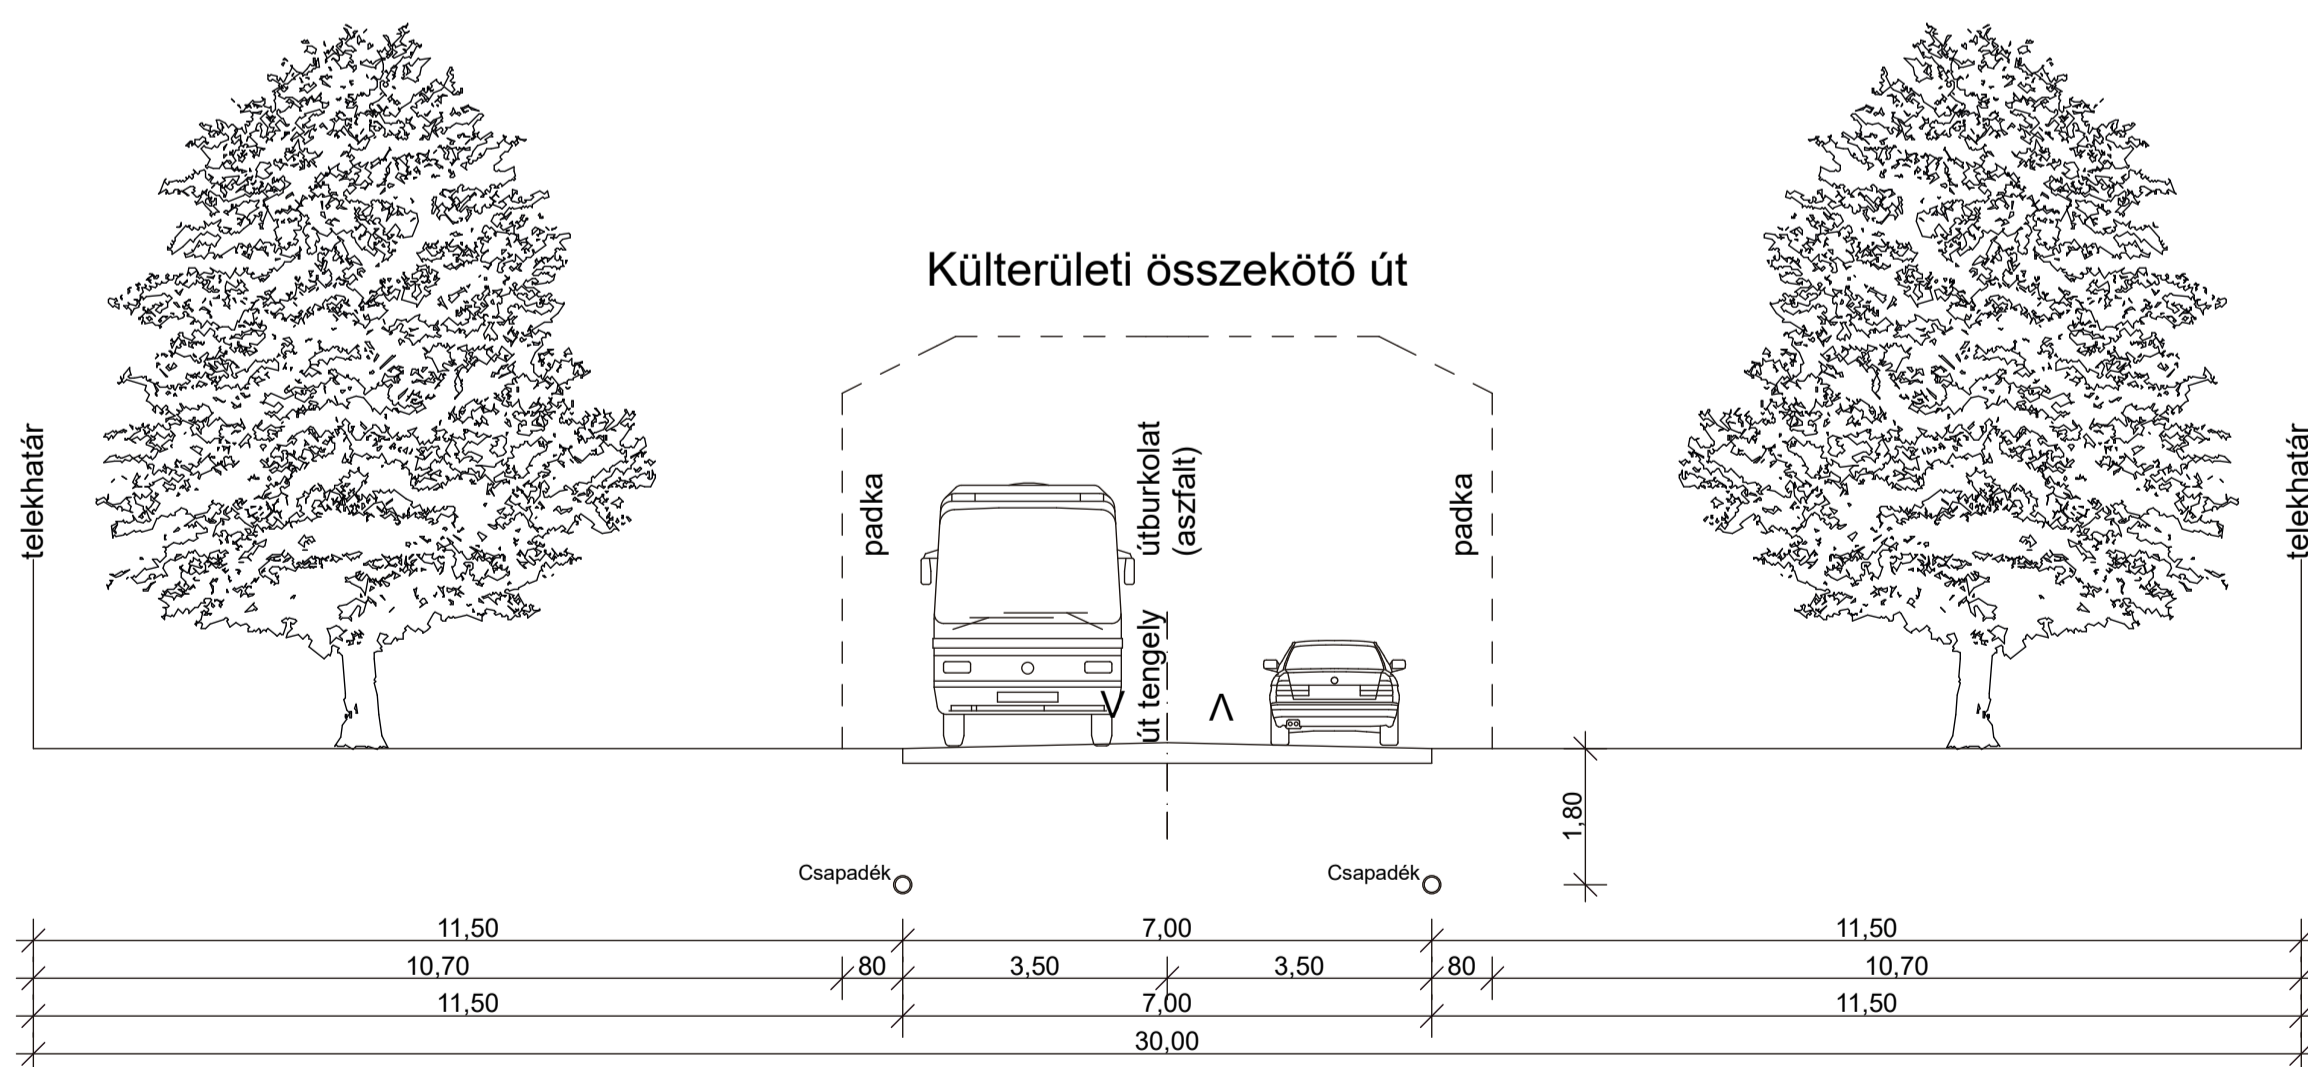 Külterületi összekötő út
telekhatár
padka
útburkolat
(aszfalt)
padka
telekhatár
út tengely
V
Λ
1,80
Csapadék
Csapadék
11,50
7,00
11,50
10,70
80
3,50
3,50
80
10,70
11,50
7,00
11,50
30,00